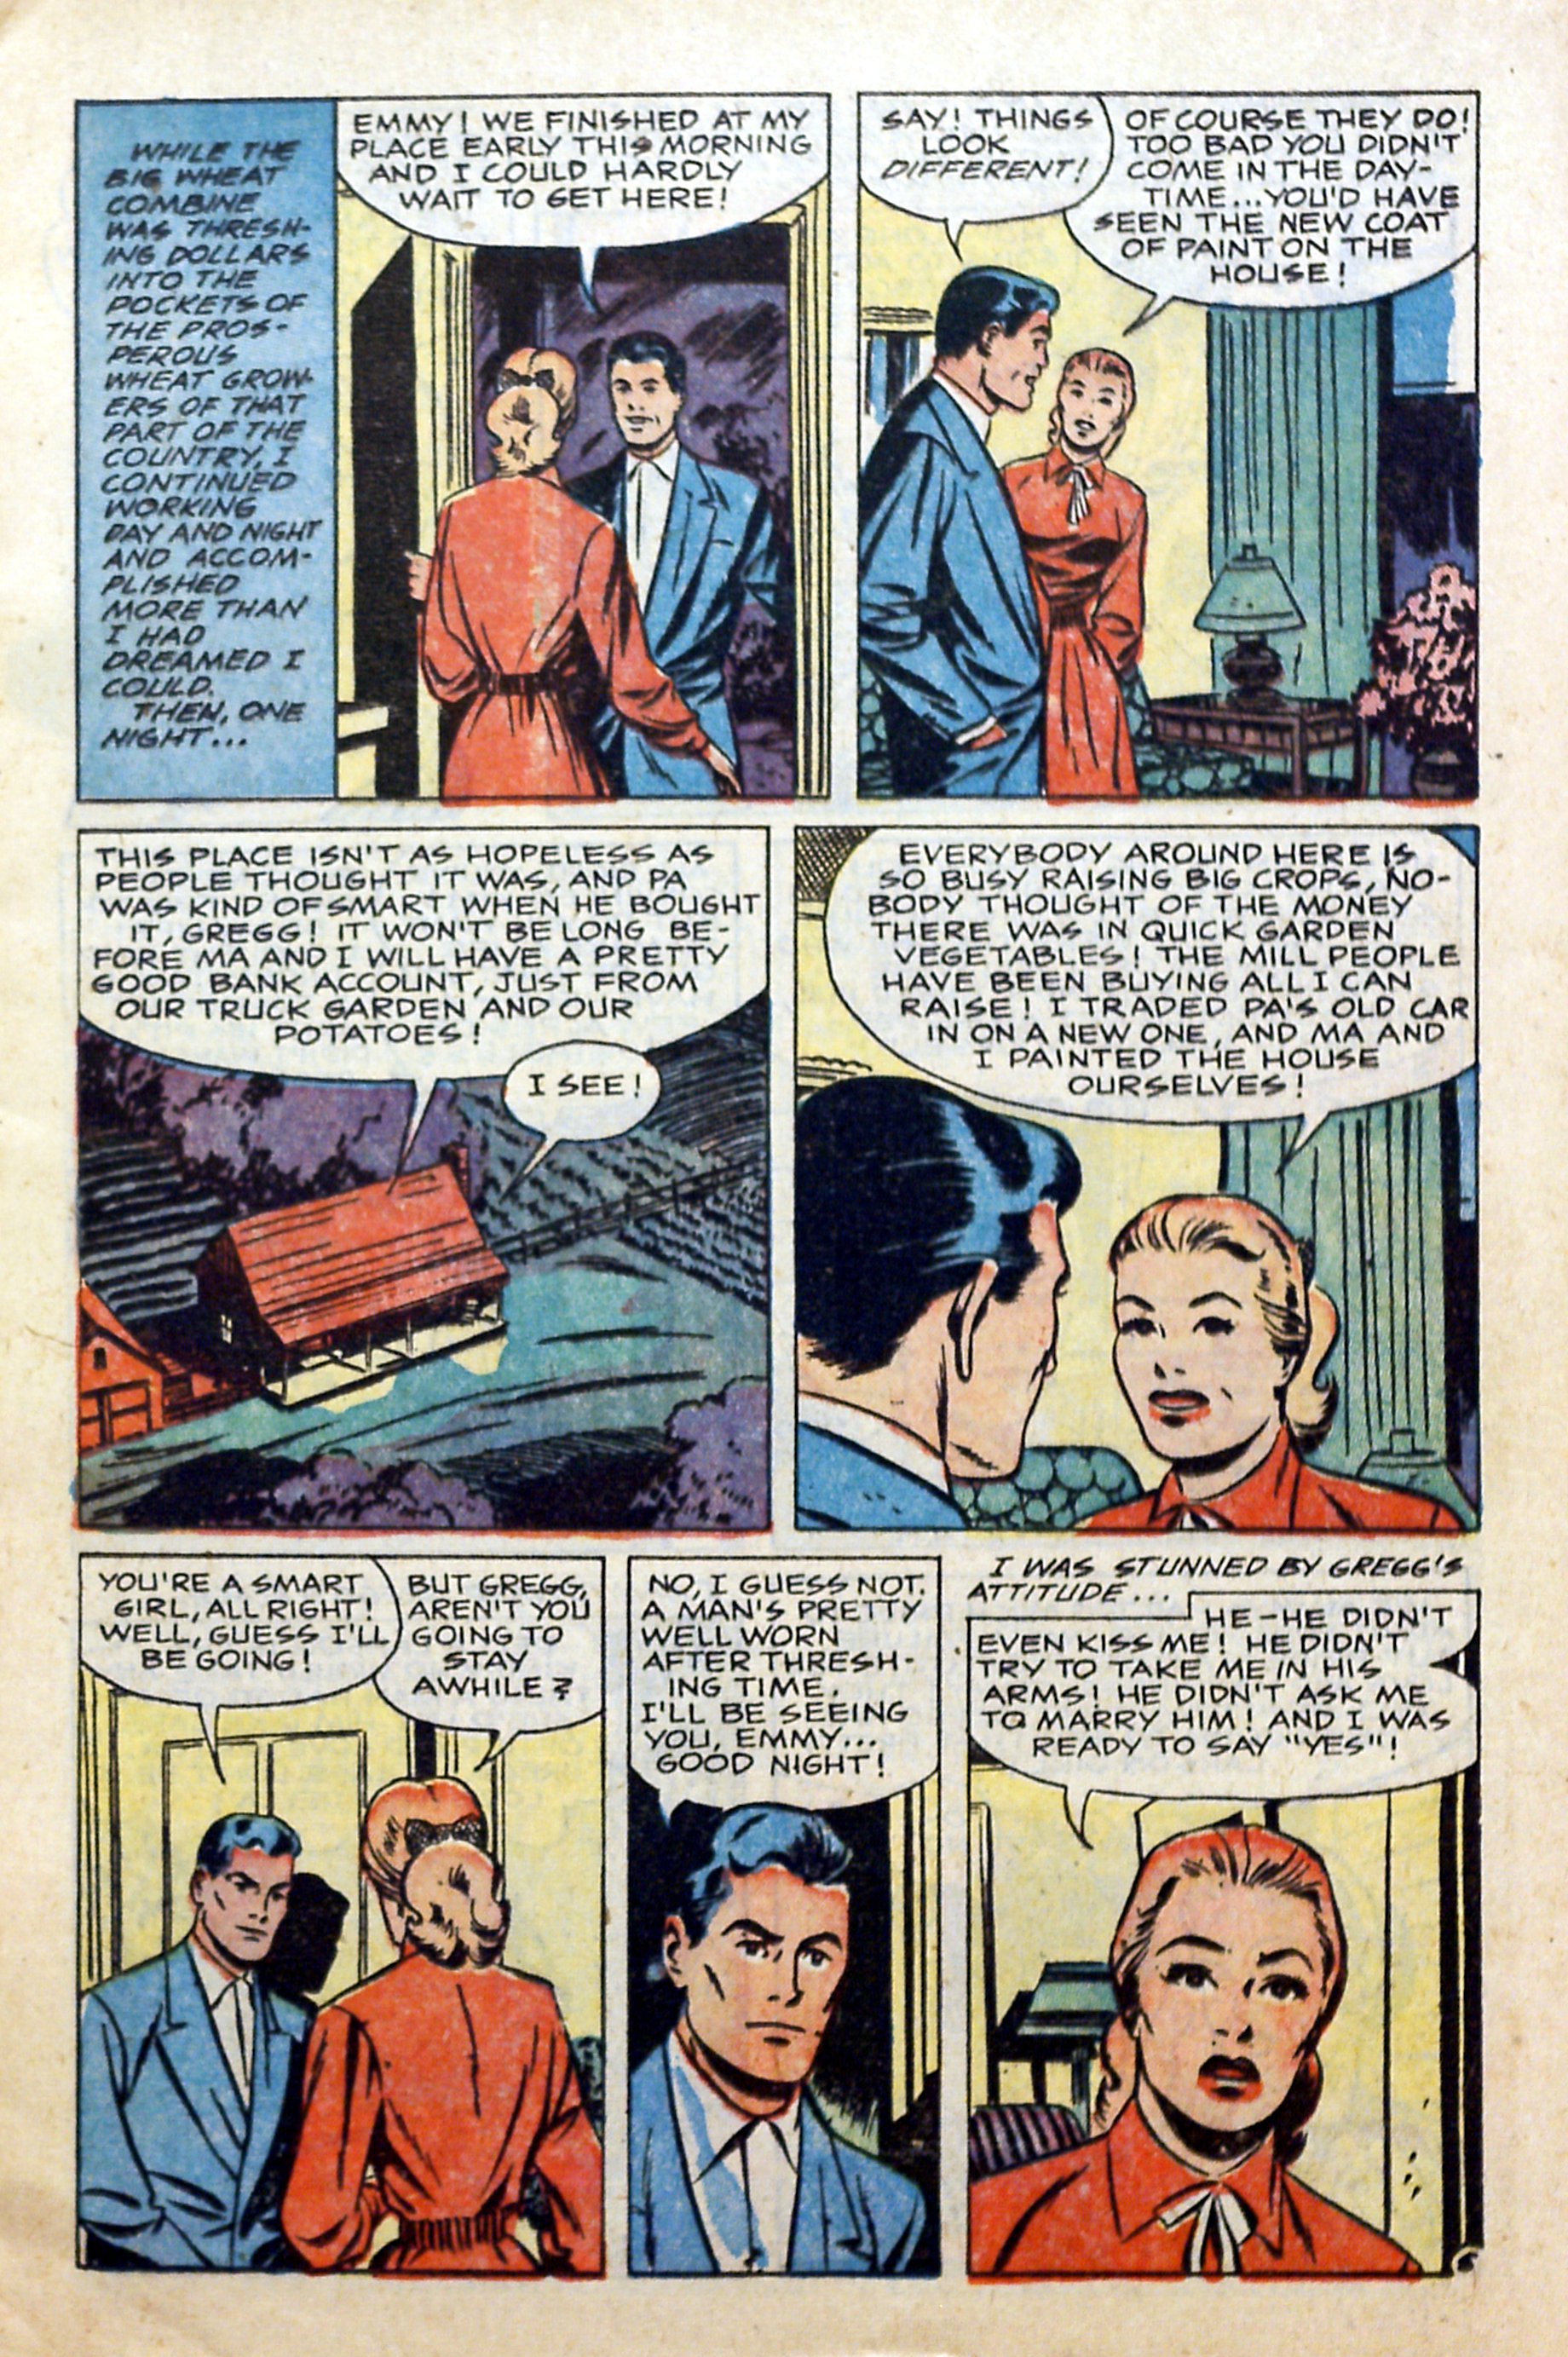 WHILE THE
BIG WHEAT
COMBINE
WAS THRESH-
ING DOLLARS
INTO THE
POCKETS OF
THE PROS-
PEROUS
WHEAT GROW-
ERS OF THAT
PART OF THE
COUNTRY, I
CONTINUED
WORKING
DAY AND NIGHT
AND ACCOM-
PLISHED
MORE THAN
I HAD
DREAMED I
COULD.
THEN, ONE
NIGHT...
EMMY! WE FINISHED AT MY
PLACE EARLY THIS MORNING
AND I COULD HARDLY
WAIT TO GET HERE!
SAY! THINGS
LOOK
DIFFERENT!
OF COURSE THEY DO!
TOO BAD YOU DIDN'T
COME IN THE DAY-
TIME...YOU'D HAVE
SEEN THE NEW COAT
OF PAINT ON THE
HOUSE!
THIS PLACE ISN'T AS HOPELESS AS
PEOPLE THOUGHT IT WAS, AND PA
WAS KIND OF SMART WHEN HE BOUGHT
IT, GREGG! IT WON'T BE LONG BE-
FORE MA AND I WILL HAVE A PRETTY
GOOD BANK ACCOUNT, JUST FROM
OUR TRUCK GARDEN AND OUR
POTATOES!
I SEE!
EVERYBODY AROUND HERE IS
SO BUSY RAISING BIG CROPS, NO-
BODY THOUGHT OF THE MONEY
THERE WAS IN QUICK GARDEN
VEGETABLES! THE MILL PEOPLE
HAVE BEEN BUYING ALL I CAN
RAISE! I TRADED PA'S OLD CAR
IN ON A NEW ONE, AND MA AND
I PAINTED THE HOUSE
OURSELVES!
YOU'RE A SMART
GIRL, ALL RIGHT!
WELL, GUESS I'LL
BE GOING!
BUT GREGG,
AREN'T YOU
GOING TO
STAY
AWHILE?
NO, I GUESS NOT.
A MAN'S PRETTY
WELL WORN
AFTER THRESH-
ING TIME.
I'LL BE SEEING
YOU, EMMY...
GOOD NIGHT!
I WAS STUNNED BY GREGG'S
ATTITUDE...
HE-HE DIDN'T
EVEN KISS ME! HE DIDN'T
TRY TO TAKE ME IN HIS
ARMS! HE DIDN'T ASK ME
TO MARRY HIM! AND I WAS
READY TO SAY "YES"!
6